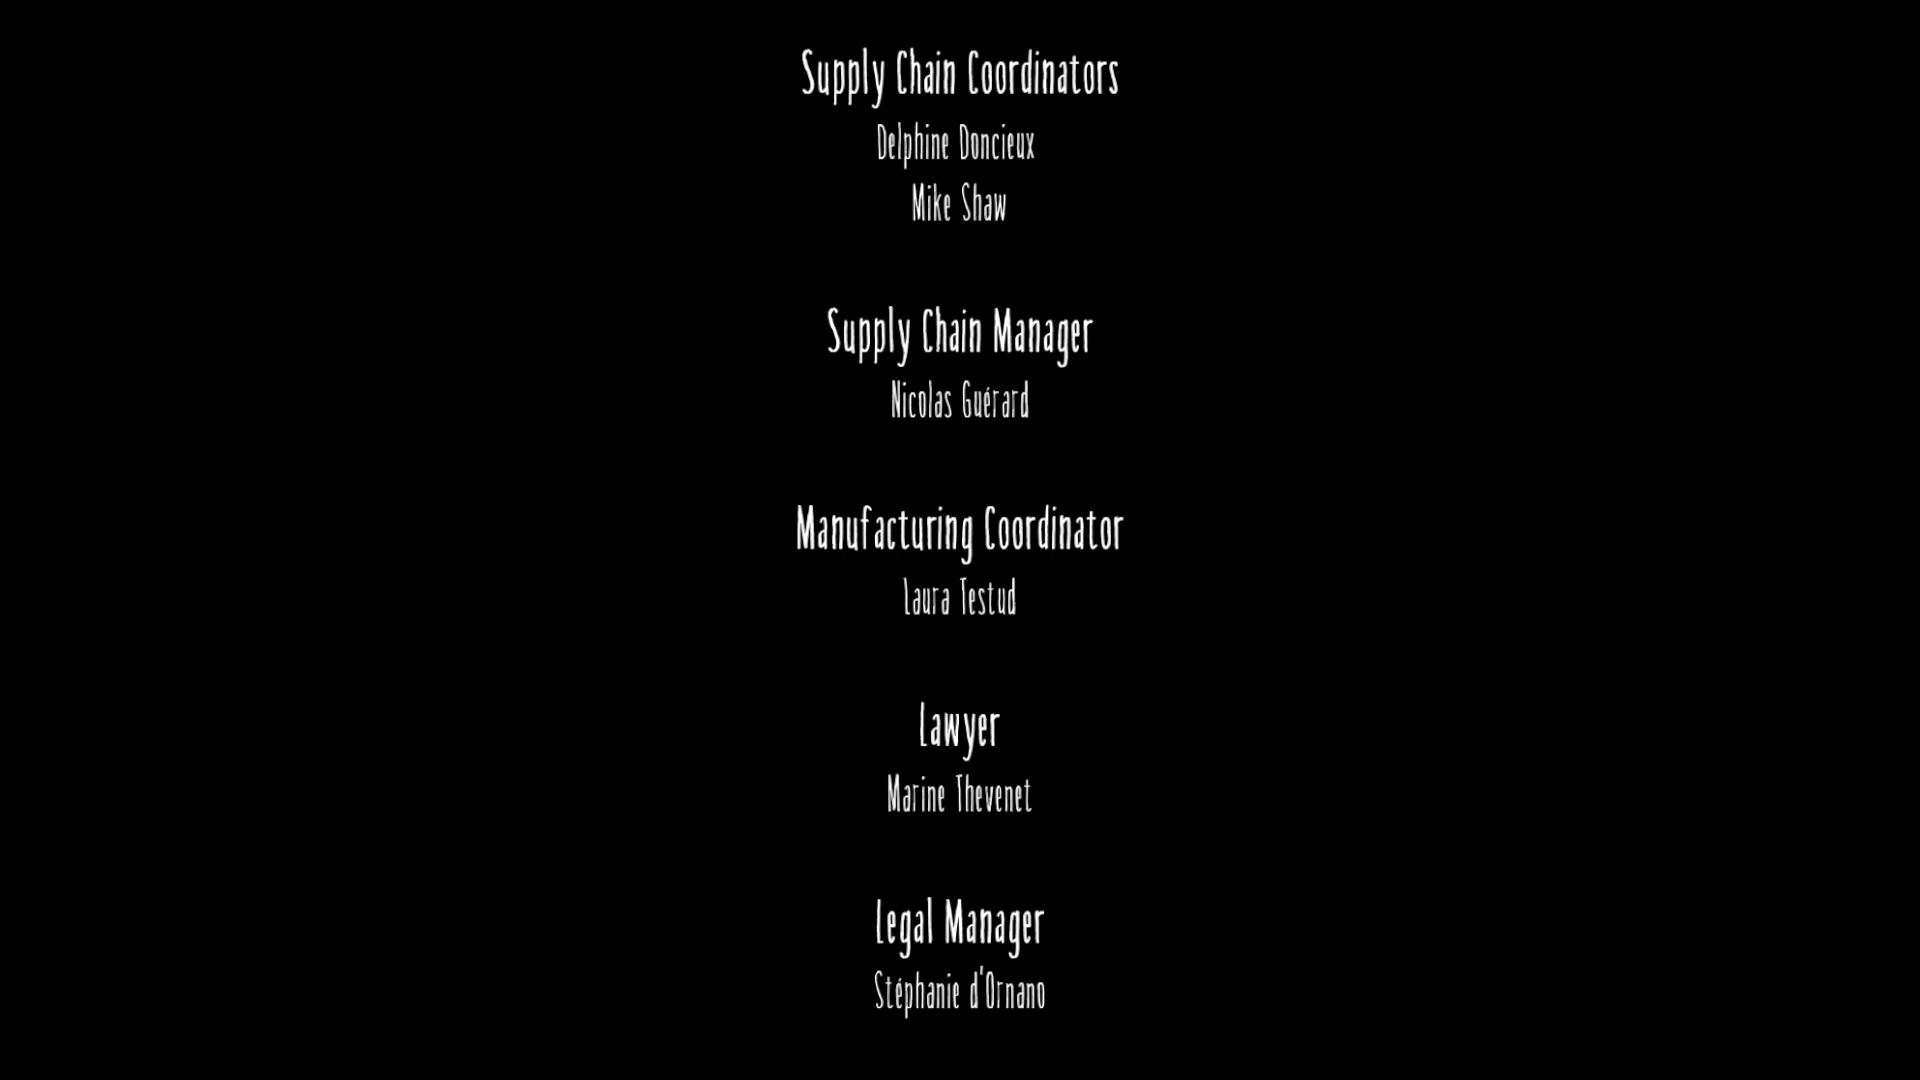 Supply Chain Coordinators
Delphine Doncieux
Mike Shaw
Supply Chain Manager
Nicolas Guérard
Manufacturing Coordinator
Laura Testud
Lawyer
Marine Thevenet
Legal Manager
Stéphanie d'Ornano